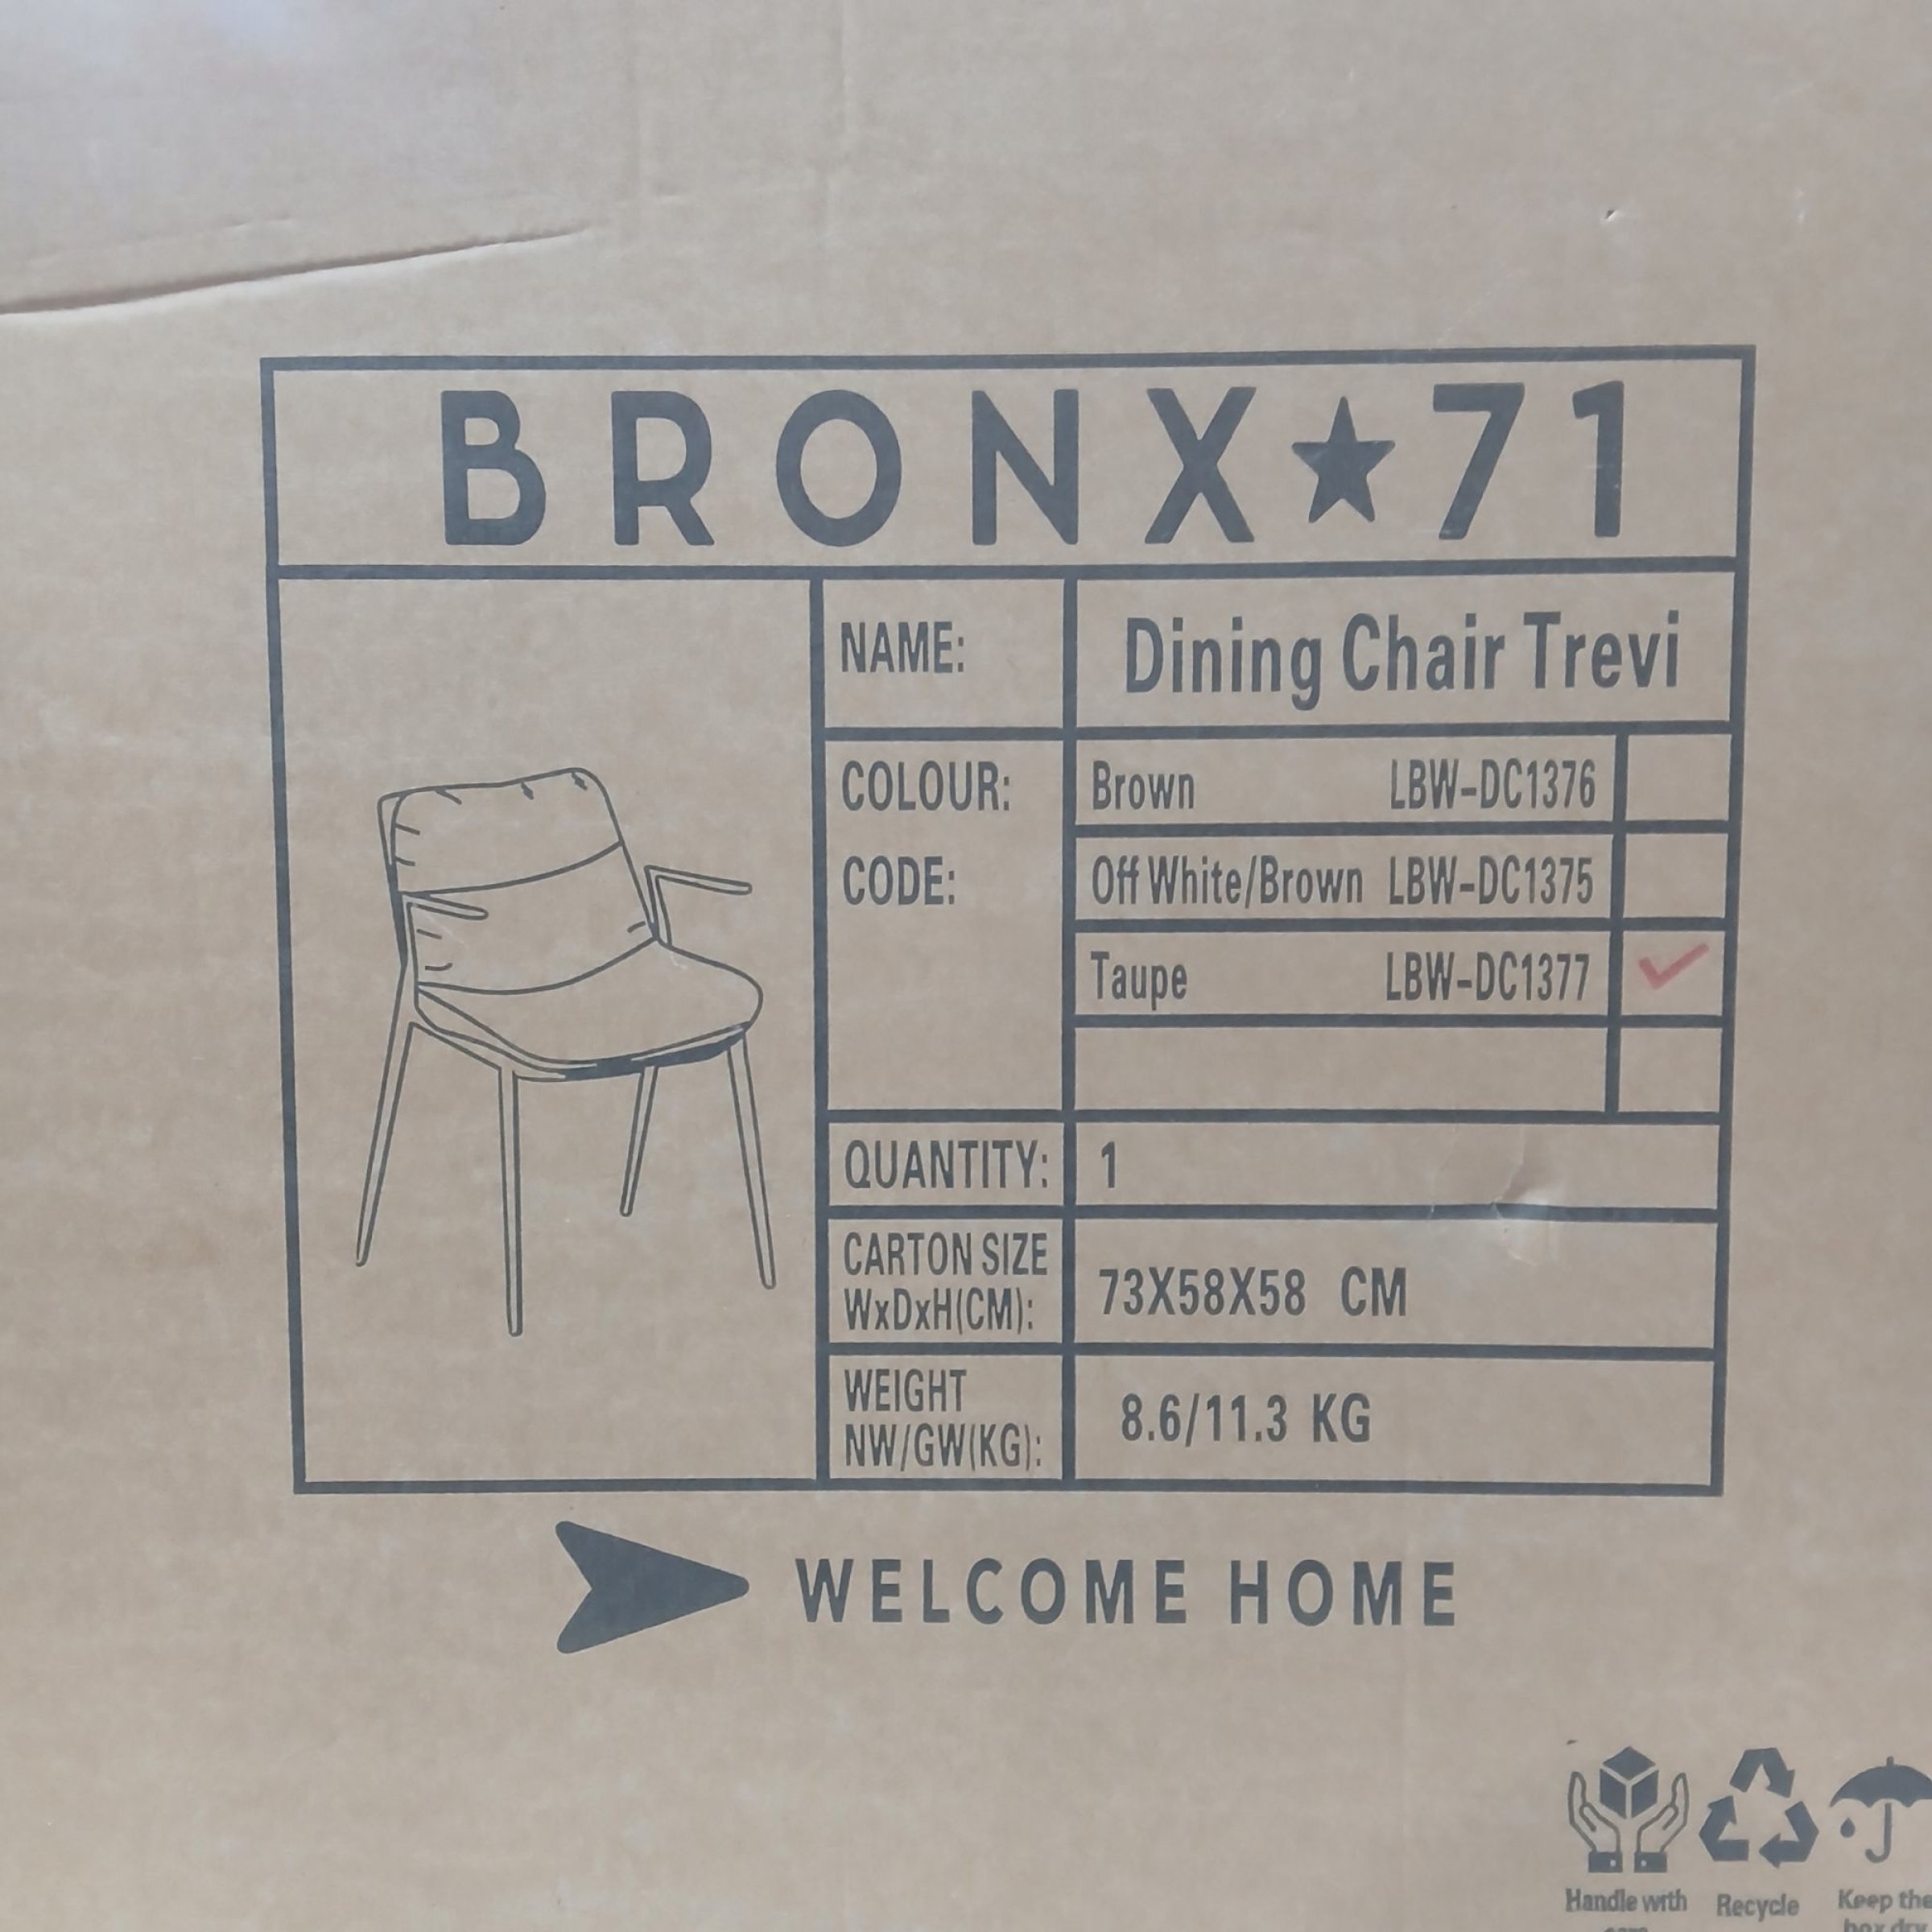 BRONX★71
NAME: Dining Chair Trevi
COLOUR: Brown LBW-DC1376
CODE: Off White/Brown LBW-DC1375
Taupe LBW-DC1377 ✓
QUANTITY: 1
CARTON SIZE
WxDxH(CM): 73X58X58 CM
WEIGHT
NW/GW(KG): 8.6/11.3 KG
WELCOME HOME
Handle with
Recycle
Keep the
box dry